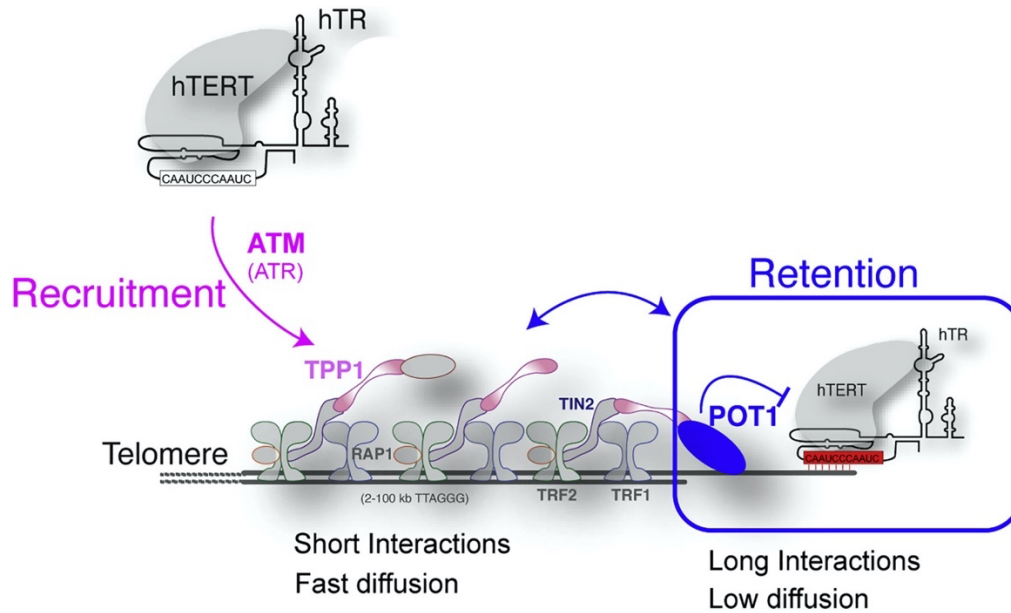 hTR
hTERT
CAAUCCCAAUC
ATM
(ATR)
Recruitment
Retention
hTR
hTERT
TPP1
TIN2
POT1
CAAUCCCAAUC
Telomere
RAP1
(2-100 kb TTAGGG)
TRF2
TRF1
Short Interactions
Fast diffusion
Long Interactions
Low diffusion